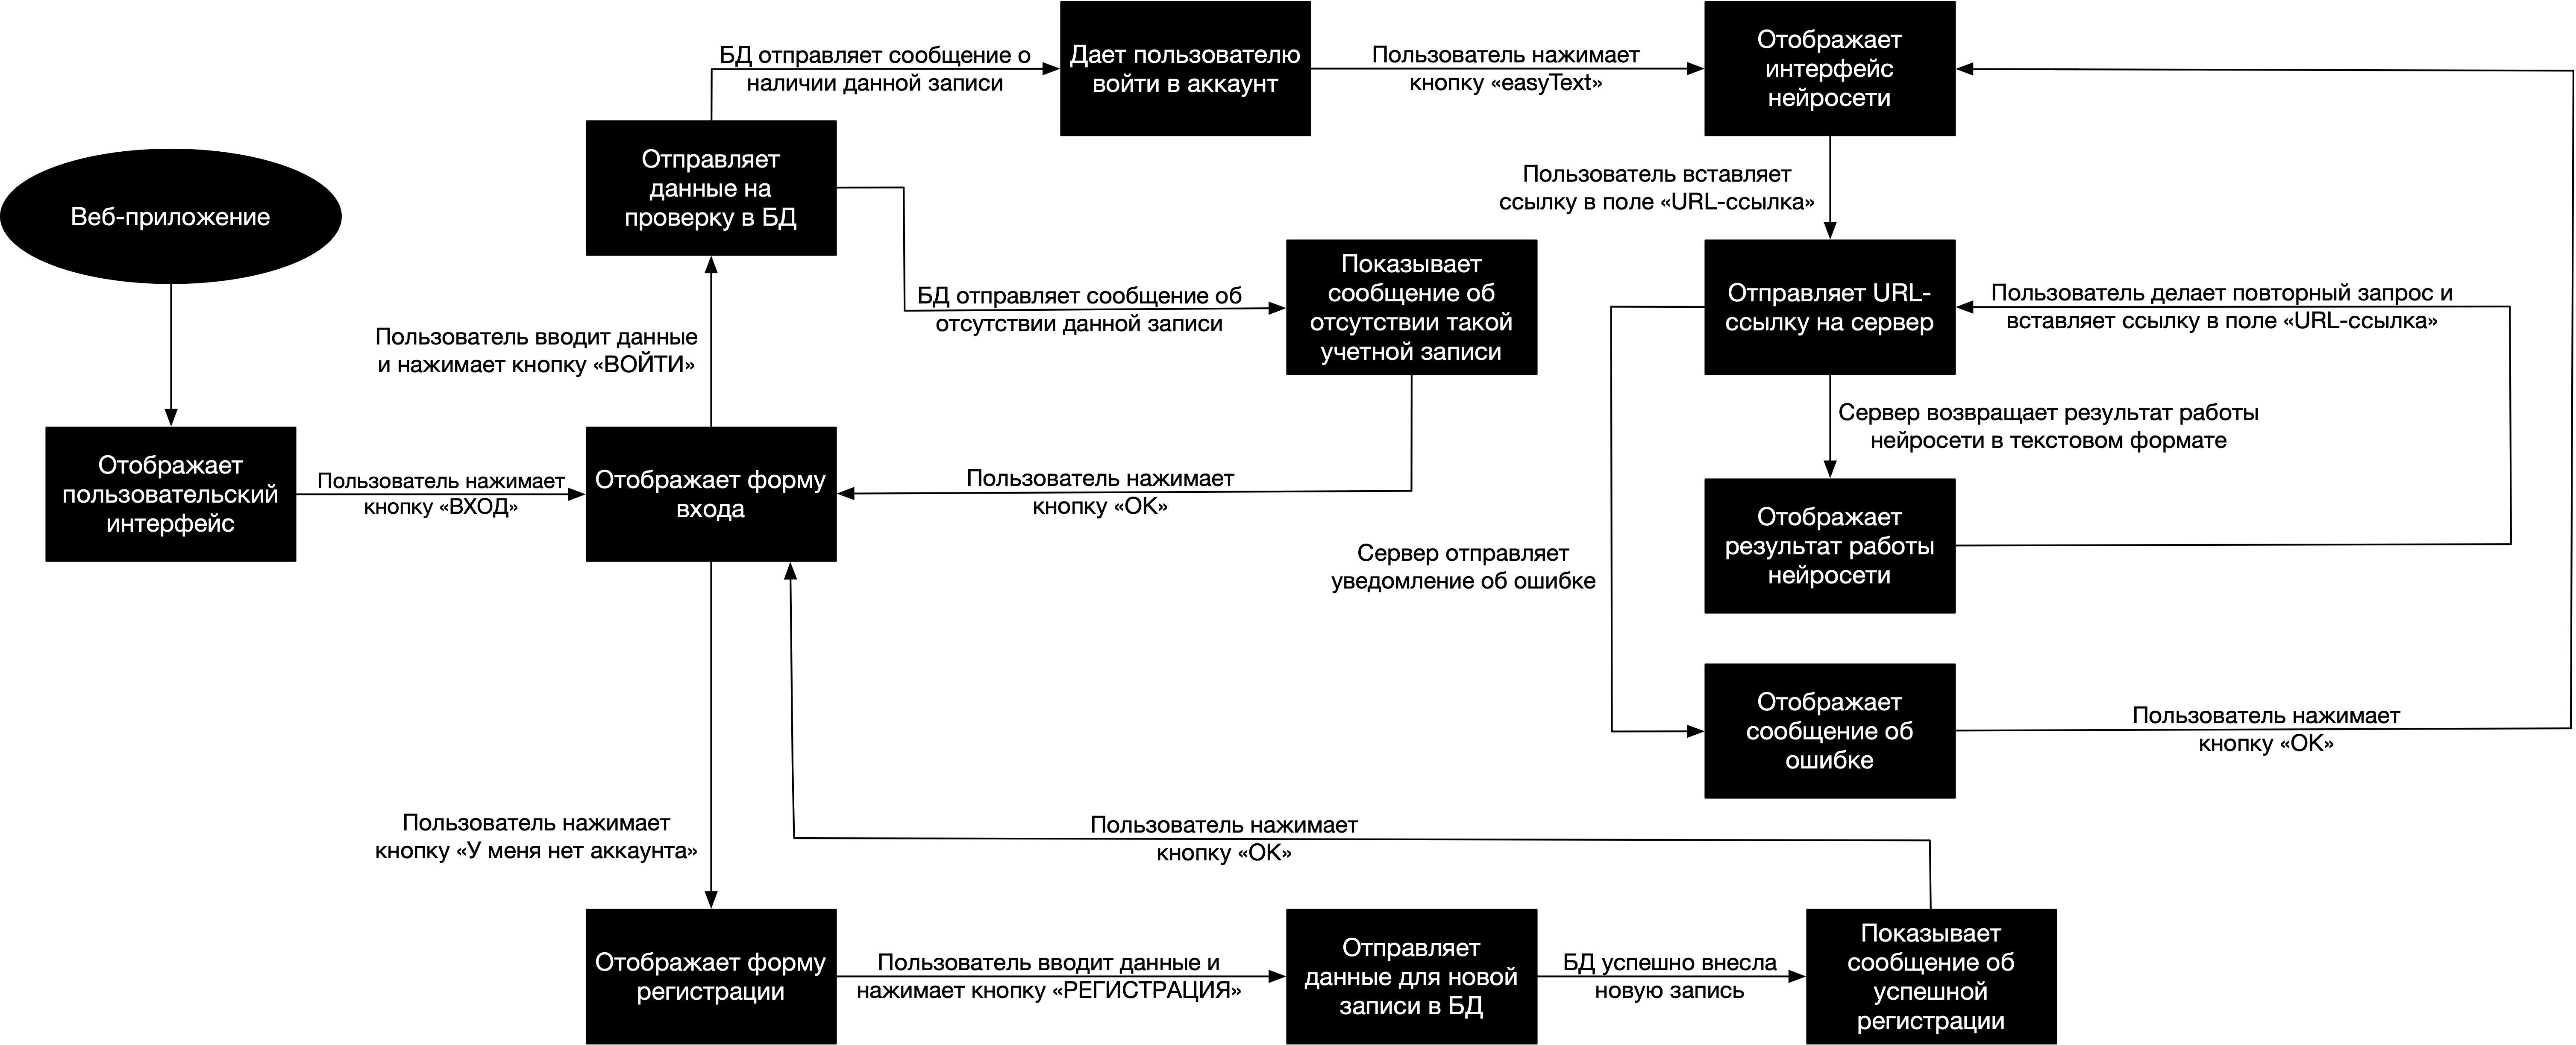 Веб-приложение
Отображает
пользовательский
интерфейс
Пользователь нажимает
кнопку «ВХОД»
Отображает форму
входа
Пользователь вводит данные
и нажимает кнопку «ВОЙТИ»
Отправляет
данные на
проверку в БД
БД отправляет сообщение о
наличии данной записи
Дает пользователю
войти в аккаунт
Пользователь нажимает
кнопку «easyText»
Отображает
интерфейс
нейросети
БД отправляет сообщение об
отсутствии данной записи
Показывает
сообщение об
отсутствии такой
учетной записи
Пользователь нажимает
кнопку «ОК»
Пользователь вставляет
ссылку в поле «URL-ссылка»
Отправляет URL-
ссылку на сервер
Пользователь делает повторный запрос и
вставляет ссылку в поле «URL-ссылка»
Сервер возвращает результат работы
нейросети в текстовом формате
Отображает
результат работы
нейросети
Сервер отправляет
уведомление об ошибке
Отображает
сообщение об
ошибке
Пользователь нажимает
кнопку «ОК»
Пользователь нажимает
кнопку «У меня нет аккаунта»
Пользователь нажимает
кнопку «ОК»
Отображает форму
регистрации
Пользователь вводит данные и
нажимает кнопку «РЕГИСТРАЦИЯ»
Отправляет
данные для новой
записи в БД
БД успешно внесла
новую запись
Показывает
сообщение об
успешной
регистрации